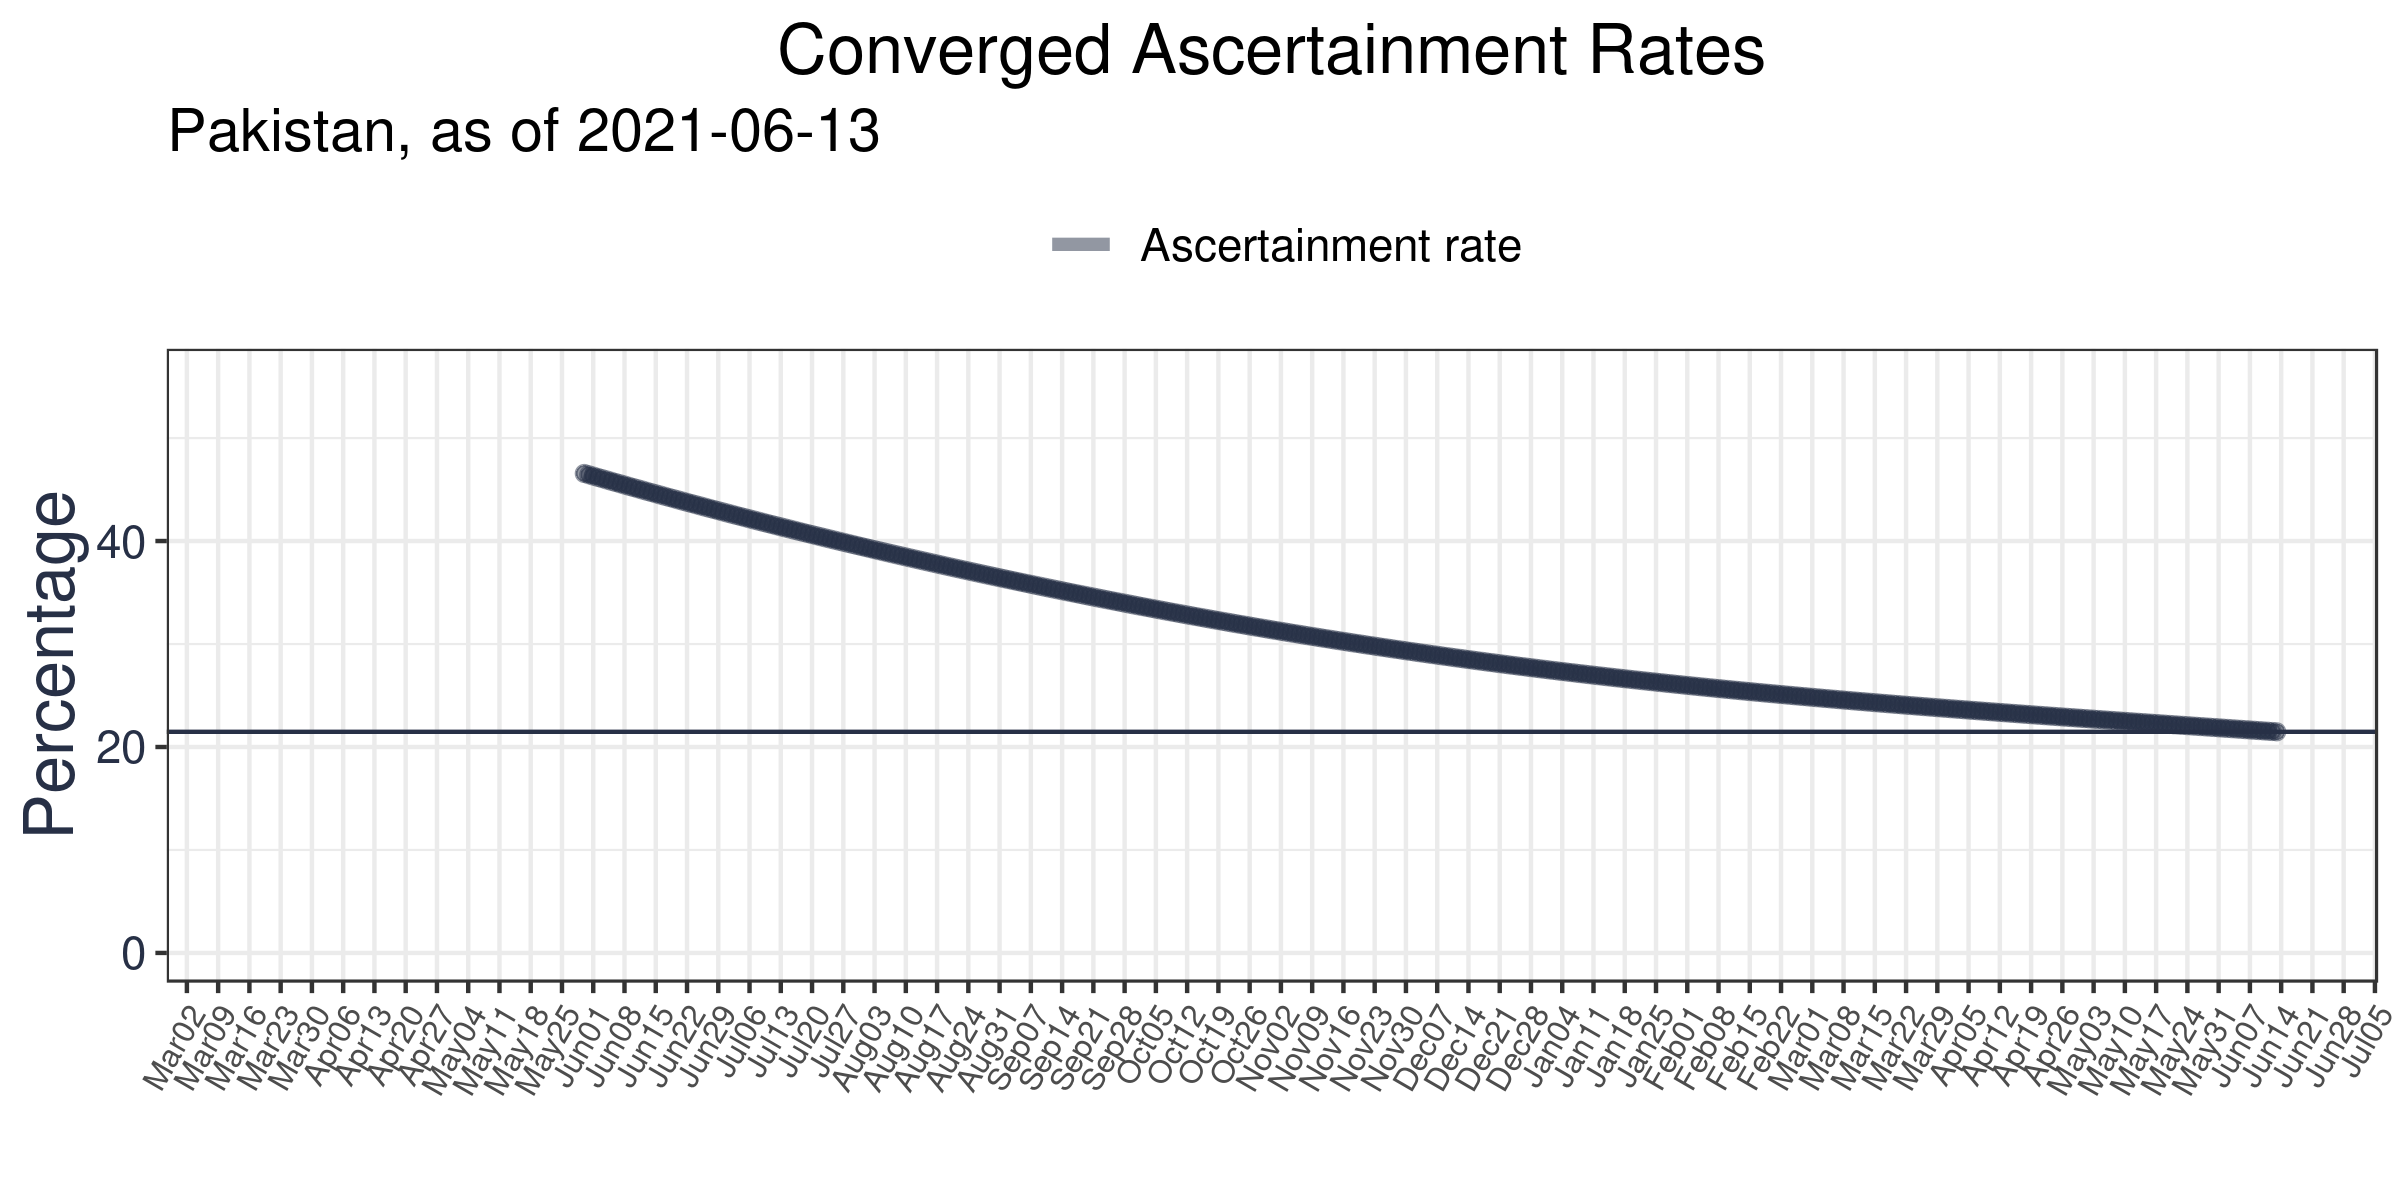 Converged Ascertainment Rates
Pakistan, as of 2021-06-13
Ascertainment rate
Percentage
40
20
0
Mar02
Mar09
Mar16
Mar23
Mar30
Apr06
Apr13
Apr20
Apr27
May04
May11
May18
May25
Jun01
Jun08
Jun15
Jun22
Jun29
Jul06
Jul13
Jul20
Jul27
Aug03
Aug10
Aug17
Aug24
Aug31
Sep07
Sep14
Sep21
Sep28
Oct05
Oct12
Oct19
Oct26
Nov02
Nov09
Nov16
Nov23
Nov30
Dec07
Dec14
Dec21
Dec28
Jan04
Jan11
Jan18
Jan25
Feb01
Feb08
Feb15
Feb22
Mar01
Mar08
Mar15
Mar22
Mar29
Apr05
Apr12
Apr19
Apr26
May03
May10
May17
May24
May31
Jun07
Jun14
Jun21
Jun28
Jul05